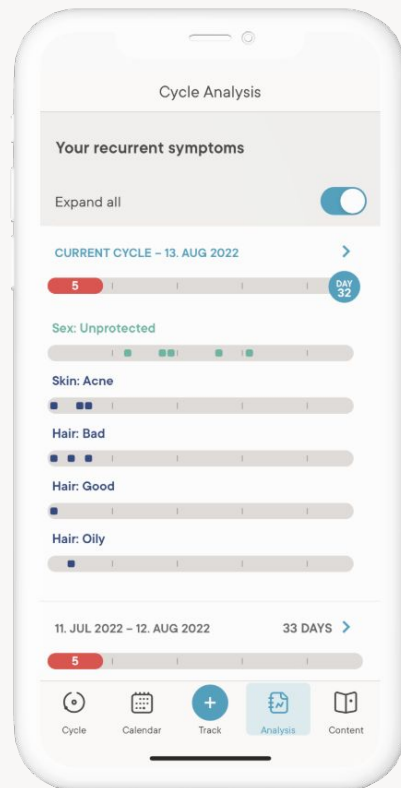 Cycle Analysis
Your recurrent symptoms
Expand all
CURRENT CYCLE – 13. AUG 2022
5
DAY
32
Sex: Unprotected
Skin: Acne
Hair: Bad
Hair: Good
Hair: Oily
11. JUL 2022 – 12. AUG 2022 33 DAYS
5
Cycle Calendar Track Analysis Content